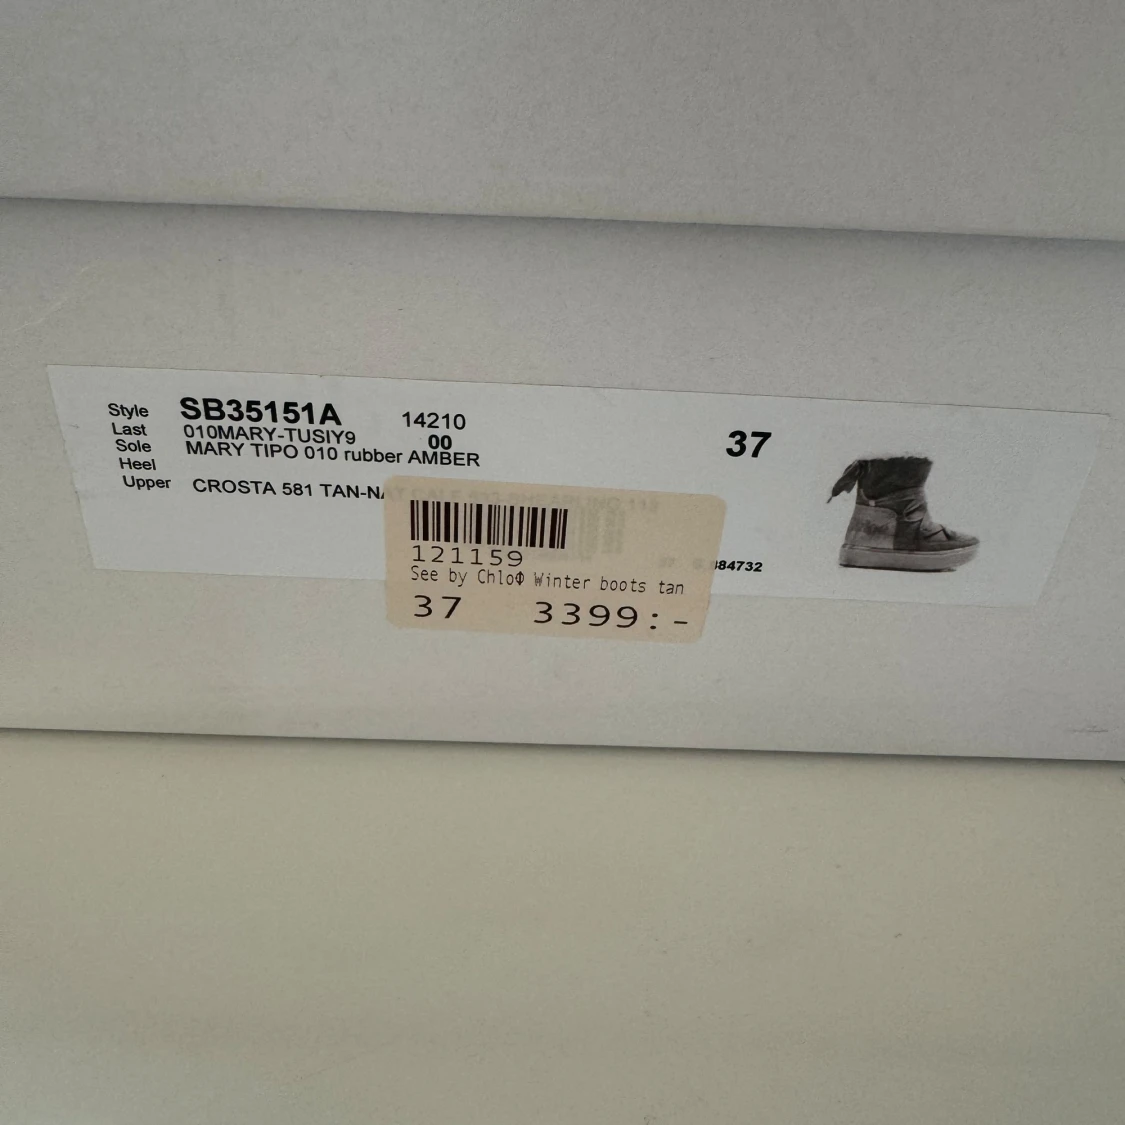 Style SB35151A 14210
Last 010MARY-TUSIY9 00
Sole MARY TIPO 010 rubber AMBER
Heel
Upper CROSTA 581 TAN-NA
37
84732
121159
See by ChloΦ Winter boots tan
37 3399:-